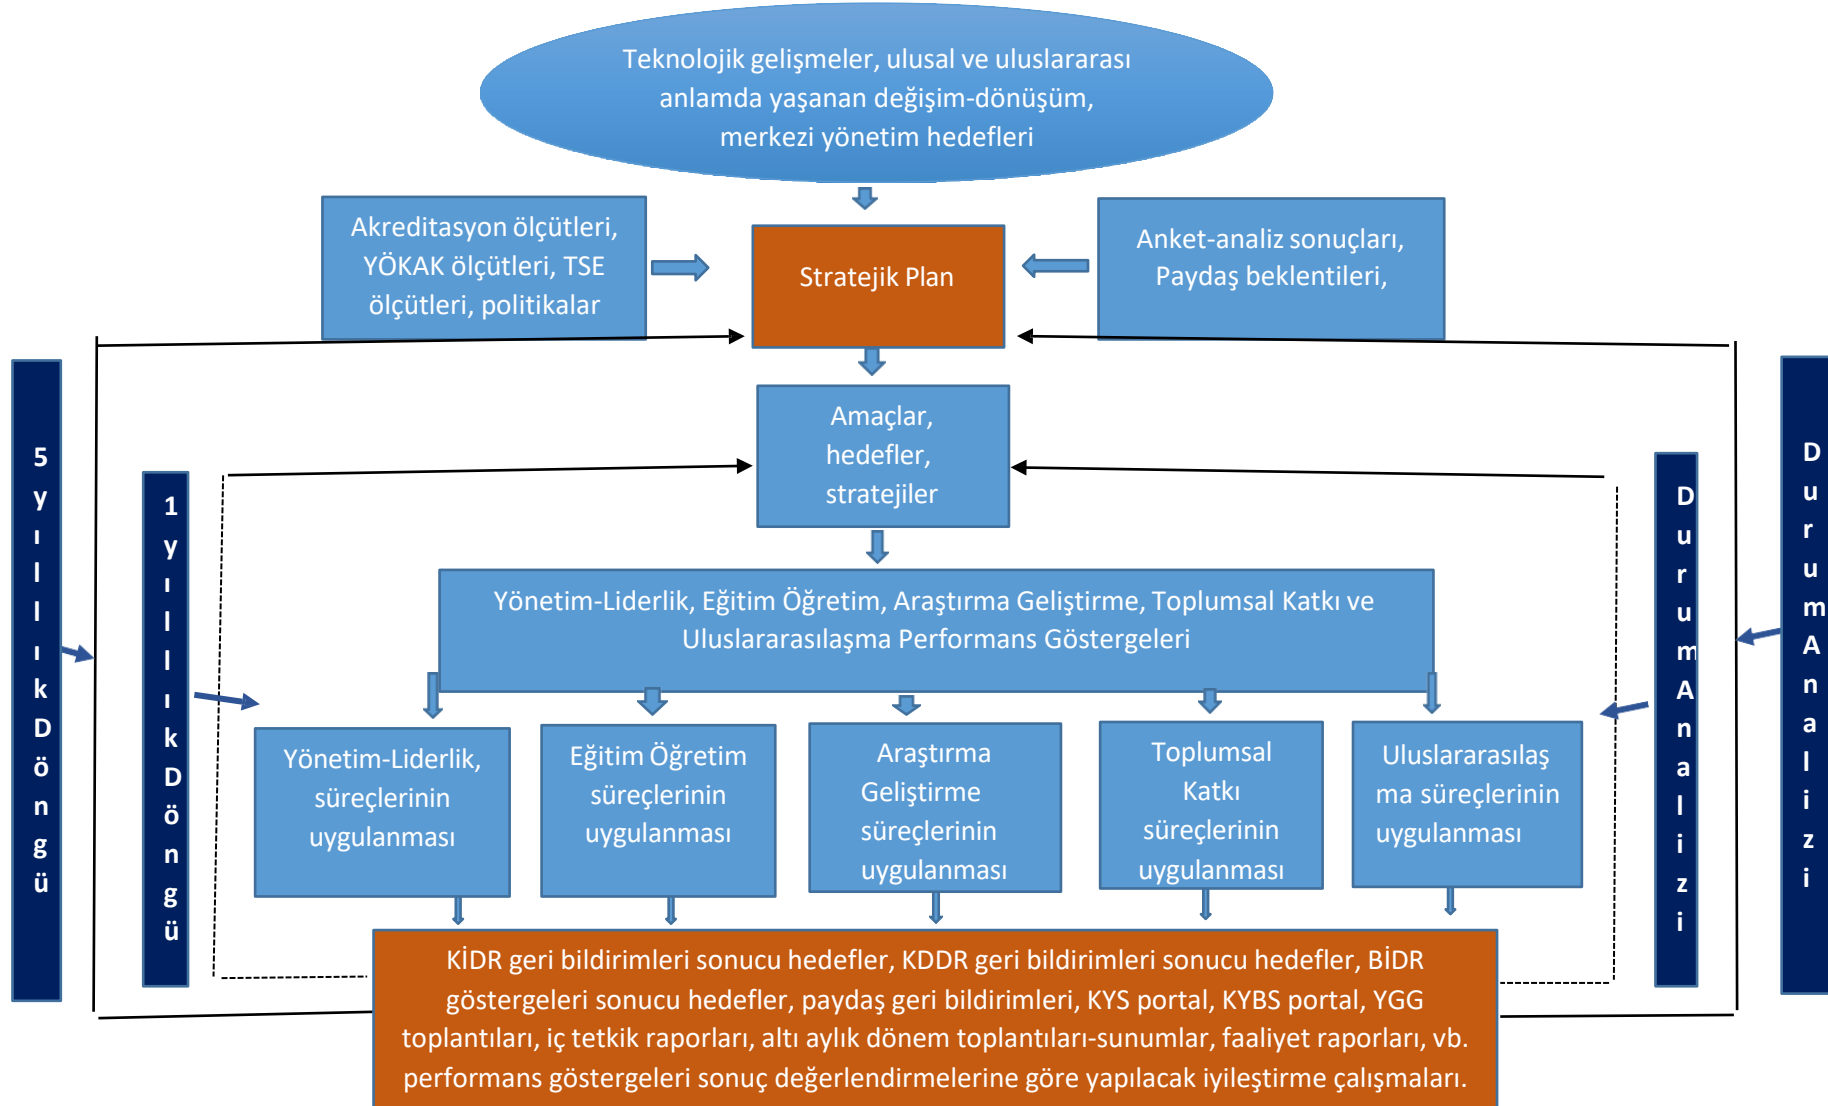 Teknolojik gelişmeler, ulusal ve uluslararası
anlamda yaşanan değişim-dönüşüm,
merkezi yönetim hedefleri
Akreditasyon ölçütleri,
YÖKAK ölçütleri, TSE
ölçütleri, politikalar
Stratejik Plan
Anket-analiz sonuçları,
Paydaş beklentileri,
Amaçlar,
hedefler,
stratejiler
5 yıllık Döngü
1 yıllık Döngü
Durum Analizi
Durum Analizi
Yönetim-Liderlik, Eğitim Öğretim, Araştırma Geliştirme, Toplumsal Katkı ve
Uluslararasılaşma Performans Göstergeleri
Yönetim-Liderlik,
süreçlerinin
uygulanması
Eğitim Öğretim
süreçlerinin
uygulanması
Araştırma
Geliştirme
süreçlerinin
uygulanması
Toplumsal
Katkı
süreçlerinin
uygulanması
Uluslararasılaş
ma süreçlerinin
uygulanması
KİDR geri bildirimleri sonucu hedefler, KDDR geri bildirimleri sonucu hedefler, BİDR
göstergeleri sonucu hedefler, paydaş geri bildirimleri, KYS portal, KYBS portal, YGG
toplantıları, iç tetkik raporları, altı aylık dönem toplantıları-sunumlar, faaliyet raporları, vb.
performans göstergeleri sonuç değerlendirmelerine göre yapılacak iyileştirme çalışmaları.